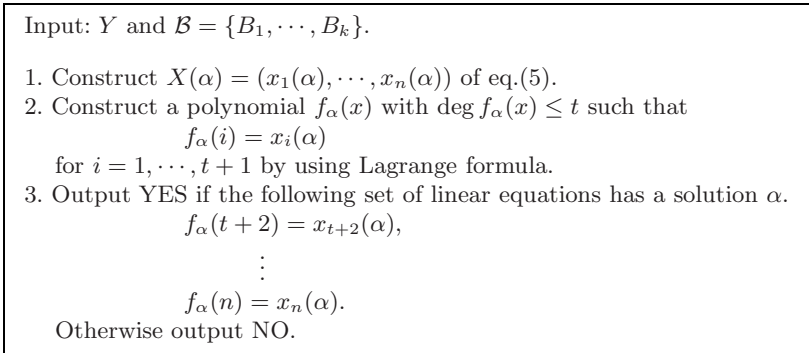 Input: Y and 𝓑 = {B₁, ⋯ , Bₖ}.
1. Construct X(α) = (x₁(α), ⋯ , xₙ(α)) of eq.(5).
2. Construct a polynomial f_α(x) with deg f_α(x) ≤ t such that
f_α(i) = xᵢ(α)
for i = 1, ⋯ , t + 1 by using Lagrange formula.
3. Output YES if the following set of linear equations has a solution α.
f_α(t + 2) = x_{t+2}(α),
⋮
f_α(n) = xₙ(α).
Otherwise output NO.